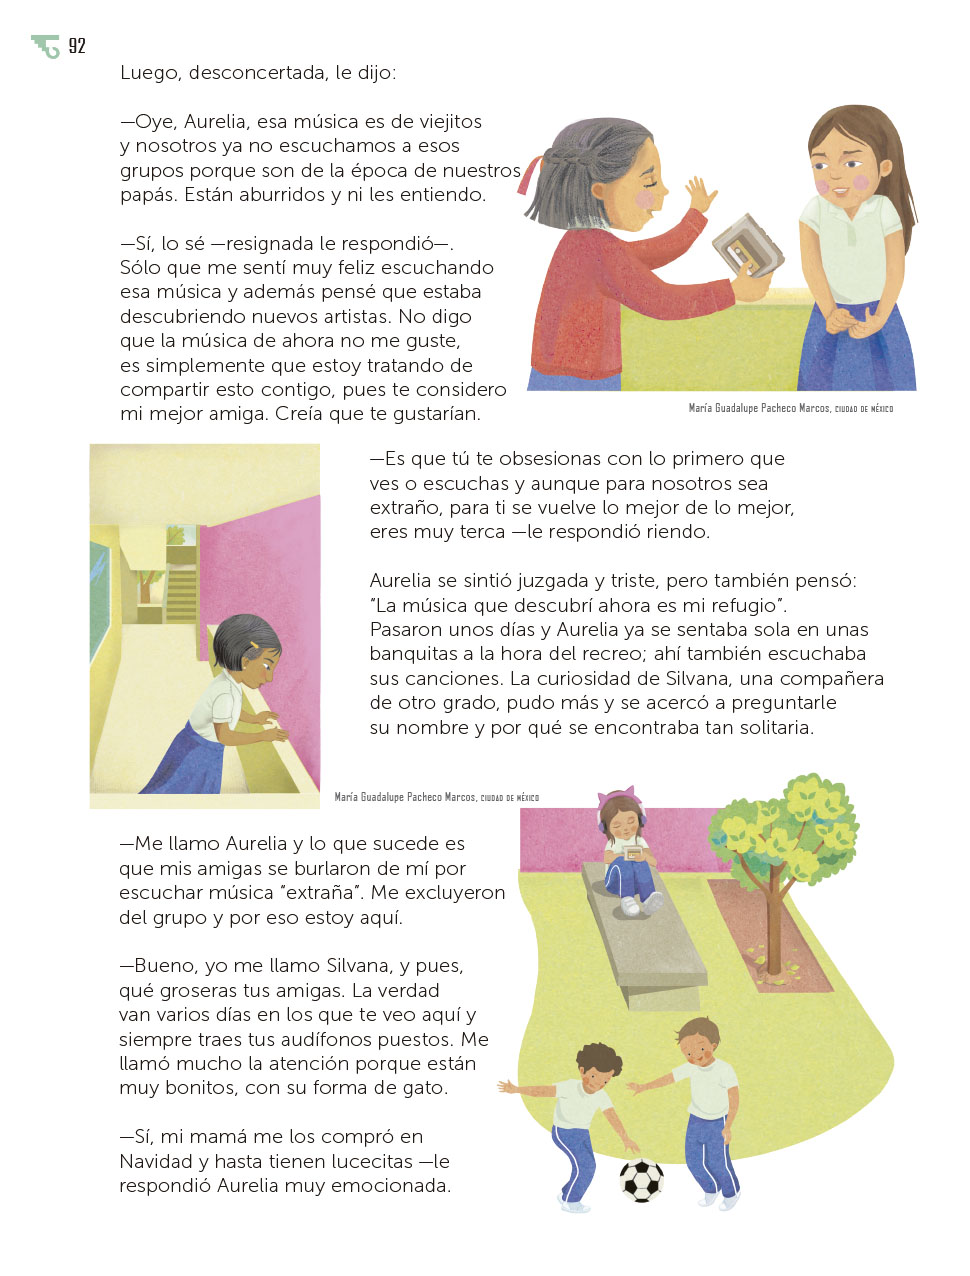 92
Luego, desconcertada, le dijo:
—Oye, Aurelia, esa música es de viejitos
y nosotros ya no escuchamos a esos
grupos porque son de la época de nuestros
papás. Están aburridos y ni les entiendo.
—Sí, lo sé —resignada le respondió—.
Sólo que me sentí muy feliz escuchando
esa música y además pensé que estaba
descubriendo nuevos artistas. No digo
que la música de ahora no me guste,
es simplemente que estoy tratando de
compartir esto contigo, pues te considero
mi mejor amiga. Creía que te gustarían.
María Guadalupe Pacheco Marcos, CIUDAD DE MÉXICO
—Es que tú te obsesionas con lo primero que
ves o escuchas y aunque para nosotros sea
extraño, para ti se vuelve lo mejor de lo mejor,
eres muy terca —le respondió riendo.
Aurelia se sintió juzgada y triste, pero también pensó:
“La música que descubrí ahora es mi refugio”.
Pasaron unos días y Aurelia ya se sentaba sola en unas
banquitas a la hora del recreo; ahí también escuchaba
sus canciones. La curiosidad de Silvana, una compañera
de otro grado, pudo más y se acercó a preguntarle
su nombre y por qué se encontraba tan solitaria.
María Guadalupe Pacheco Marcos, CIUDAD DE MÉXICO
—Me llamo Aurelia y lo que sucede es
que mis amigas se burlaron de mí por
escuchar música “extraña”. Me excluyeron
del grupo y por eso estoy aquí.
—Bueno, yo me llamo Silvana, y pues,
qué groseras tus amigas. La verdad
van varios días en los que te veo aquí y
siempre traes tus audífonos puestos. Me
llamó mucho la atención porque están
muy bonitos, con su forma de gato.
—Sí, mi mamá me los compró en
Navidad y hasta tienen lucecitas —le
respondió Aurelia muy emocionada.